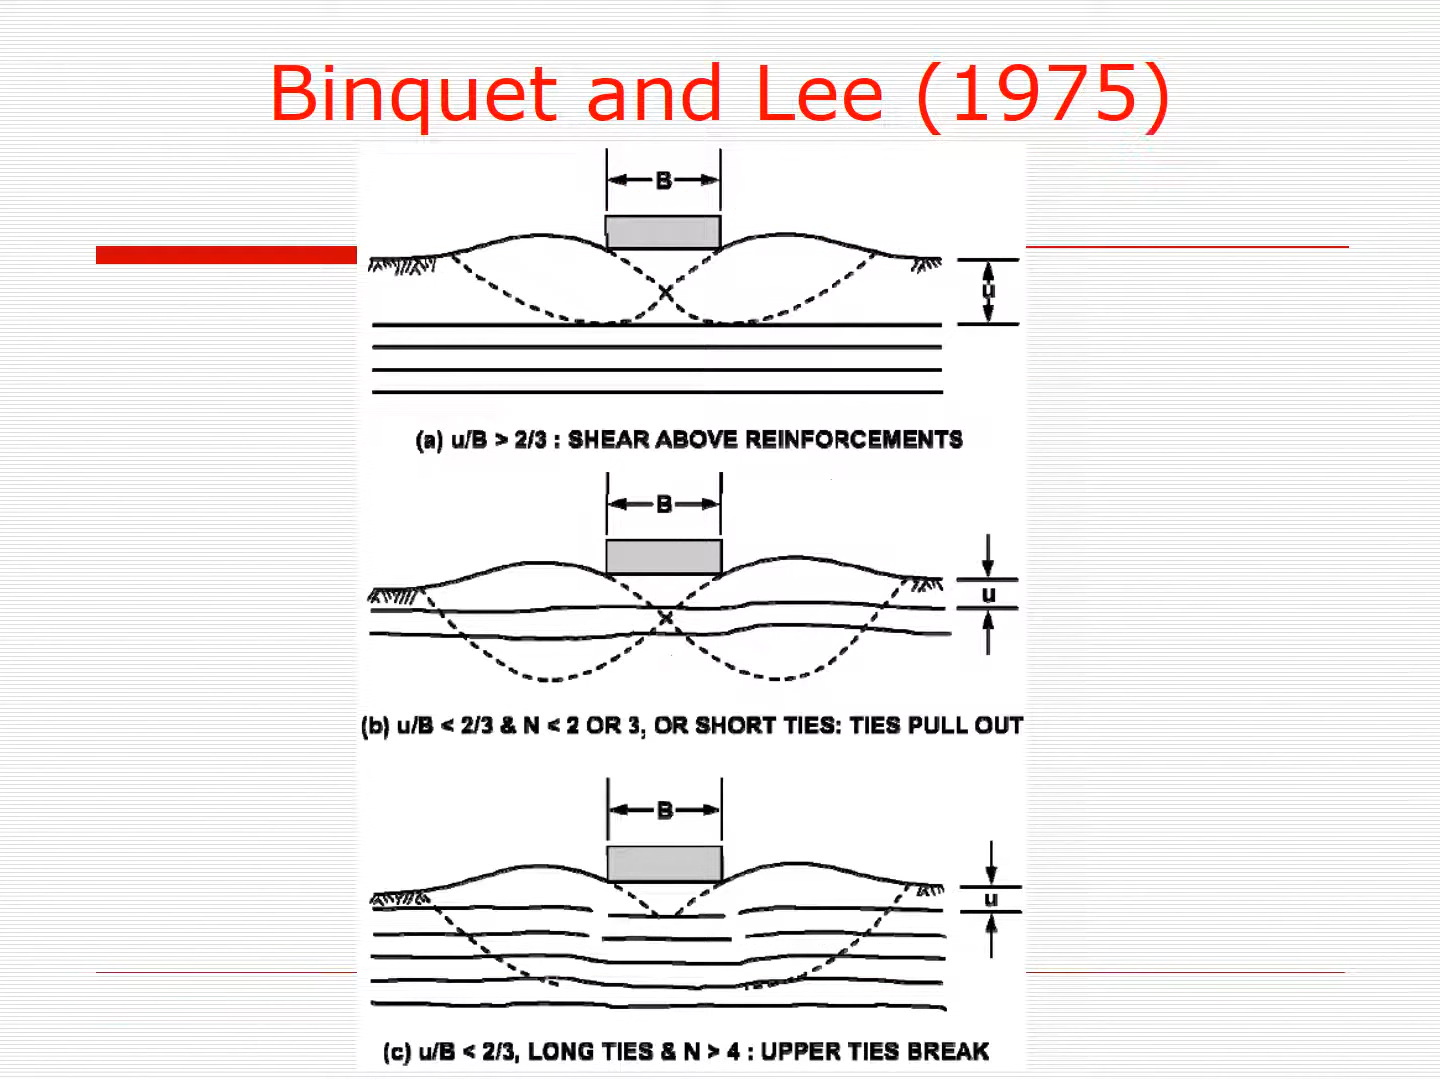 Binquet and Lee (1975)
B
u
(a) u/B > 2/3 : SHEAR ABOVE REINFORCEMENTS
B
u
(b) u/B < 2/3 & N < 2 OR 3, OR SHORT TIES: TIES PULL OUT
B
u
(c) u/B < 2/3, LONG TIES & N > 4 : UPPER TIES BREAK